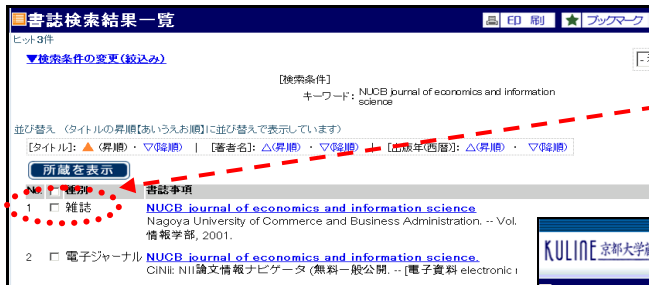 書誌検索結果一覧 印 刷 ★ ブックマーク
ヒット3件
▼検索条件の変更(絞込み)
[検索条件]
キーワード: NUCB journal of economics and information science
並び替え (タイトルの昇順【あいうえお順】に並び替えで表示しています)
[タイトル]: ▲ (昇順) ・ ▽(降順) | [著者名]: △(昇順) ・ ▽(降順) | [出版年(西暦)]: △(昇順) ・ ▽(降順)
所蔵を表示
No. 種別 書誌事項
1 雑誌 NUCB journal of economics and information science
Nagoya University of Commerce and Business Administration. -- Vol.
情報学部, 2001.
2 電子ジャーナル NUCB journal of economics and information science
CiNii: NII論文情報ナビゲータ (無料一般公開. -- [電子資料 electronic
KULINE 京都大学